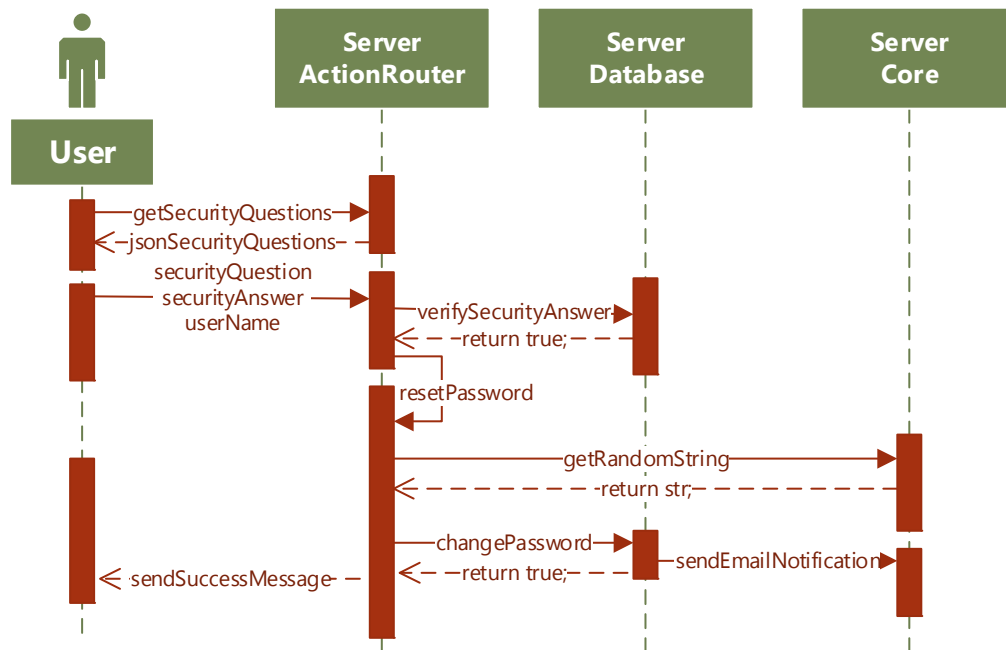 Server
ActionRouter
Server
Database
Server
Core
User
getSecurityQuestions
jsonSecurityQuestions
securityQuestion
securityAnswer
userName
verifySecurityAnswer
return true;
resetPassword
getRandomString
return str;
changePassword
sendEmailNotification
return true;
sendSuccessMessage